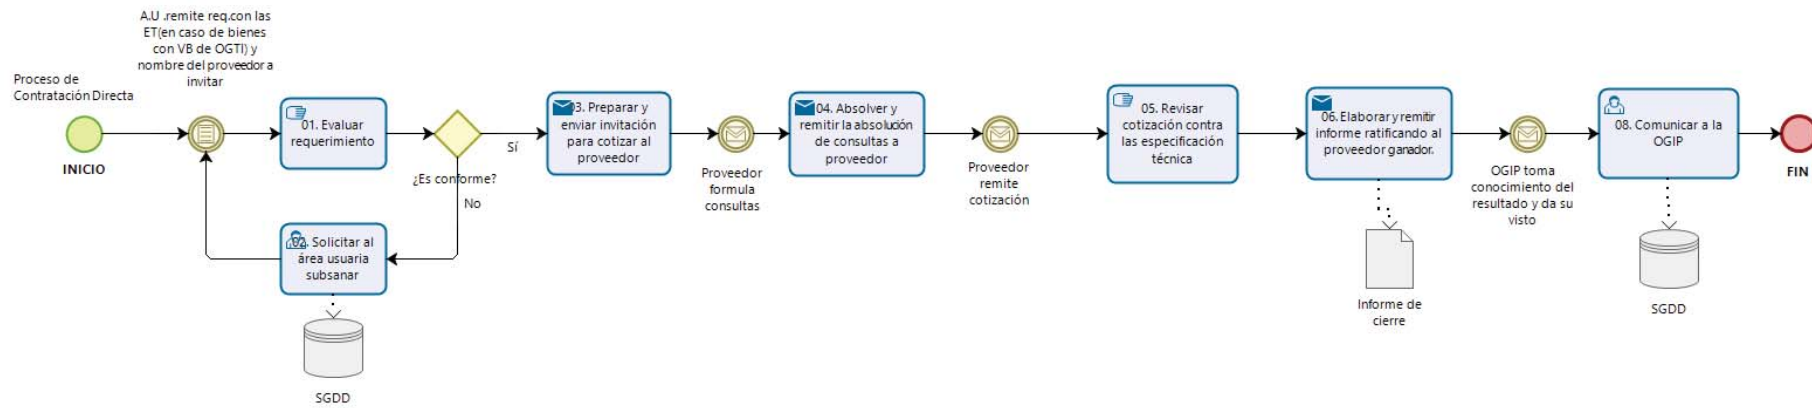 Proceso de
Contratación Directa
INICIO
A.U .remite req.con las
ET(en caso de bienes
con VB de OGTI) y
nombre del proveedor a
invitar
01. Evaluar
requerimiento
¿Es conforme?
Sí
No
02. Solicitar al
área usuaria
subsanar
SGDD
03. Preparar y
enviar invitación
para cotizar al
proveedor
Proveedor
formula
consultas
04. Absolver y
remitir la absolución
de consultas a
proveedor
Proveedor
remite
cotización
05. Revisar
cotización contra
las especificación
técnica
06. Elaborar y remitir
informe ratificando al
proveedor ganador.
Informe de
cierre
OGIP toma
conocimiento del
resultado y da su
visto
08. Comunicar a la
OGIP
SGDD
FIN